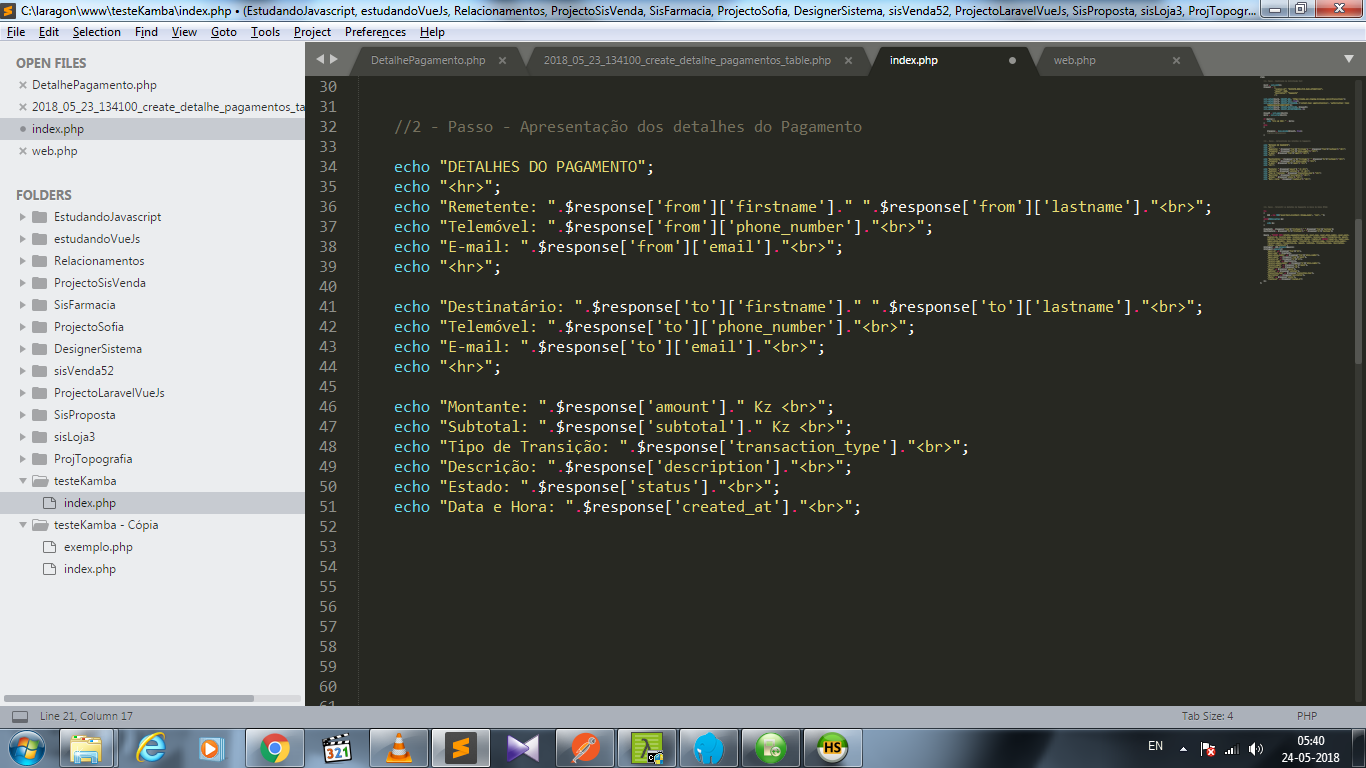 C:\laragon\www\testeKamba\index.php • (EstudandoJavascript, estudandoVueJs, Relacionamentos, ProjectoSisVenda, SisFarmacia, ProjectoSofia, DesignerSistema, sisVenda52, ProjectoLaravelVueJs, SisProposta, sisLoja3, ProjTopogr...
File Edit Selection Find View Goto Tools Project Preferences Help
OPEN FILES
DetalhePagamento.php
2018_05_23_134100_create_detalhe_pagamentos_ta
index.php
web.php
FOLDERS
EstudandoJavascript
estudandoVueJs
Relacionamentos
ProjectoSisVenda
SisFarmacia
ProjectoSofia
DesignerSistema
sisVenda52
ProjectoLaravelVueJs
SisProposta
sisLoja3
ProjTopografia
testeKamba
index.php
testeKamba - Cópia
exemplo.php
index.php
DetalhePagamento.php 2018_05_23_134100_create_detalhe_pagamentos_table.php index.php web.php
30
31
32 //2 - Passo - Apresentação dos detalhes do Pagamento
33
34 echo "DETALHES DO PAGAMENTO";
35 echo "<hr>";
36 echo "Remetente: ".$response['from']['firstname']." ".$response['from']['lastname']."<br>";
37 echo "Telemóvel: ".$response['from']['phone_number']."<br>";
38 echo "E-mail: ".$response['from']['email']."<br>";
39 echo "<hr>";
40
41 echo "Destinatário: ".$response['to']['firstname']." ".$response['to']['lastname']."<br>";
42 echo "Telemóvel: ".$response['to']['phone_number']."<br>";
43 echo "E-mail: ".$response['to']['email']."<br>";
44 echo "<hr>";
45
46 echo "Montante: ".$response['amount']." Kz <br>";
47 echo "Subtotal: ".$response['subtotal']." Kz <br>";
48 echo "Tipo de Transição: ".$response['transaction_type']."<br>";
49 echo "Descrição: ".$response['description']."<br>";
50 echo "Estado: ".$response['status']."<br>";
51 echo "Data e Hora: ".$response['created_at']."<br>";
52
53
54
55
56
57
58
59
60
61
Line 21, Column 17 Tab Size: 4 PHP
321
HS
EN
05:40
24-05-2018